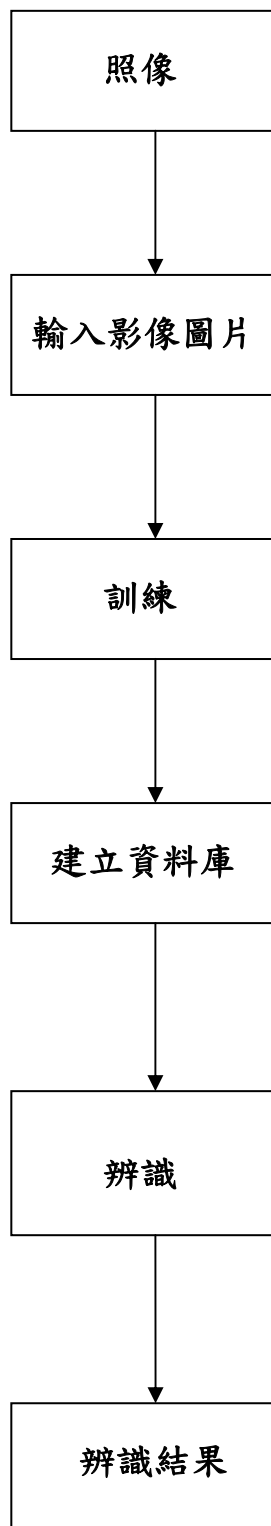 照像
輸入影像圖片
訓練
建立資料庫
辨識
辨識結果